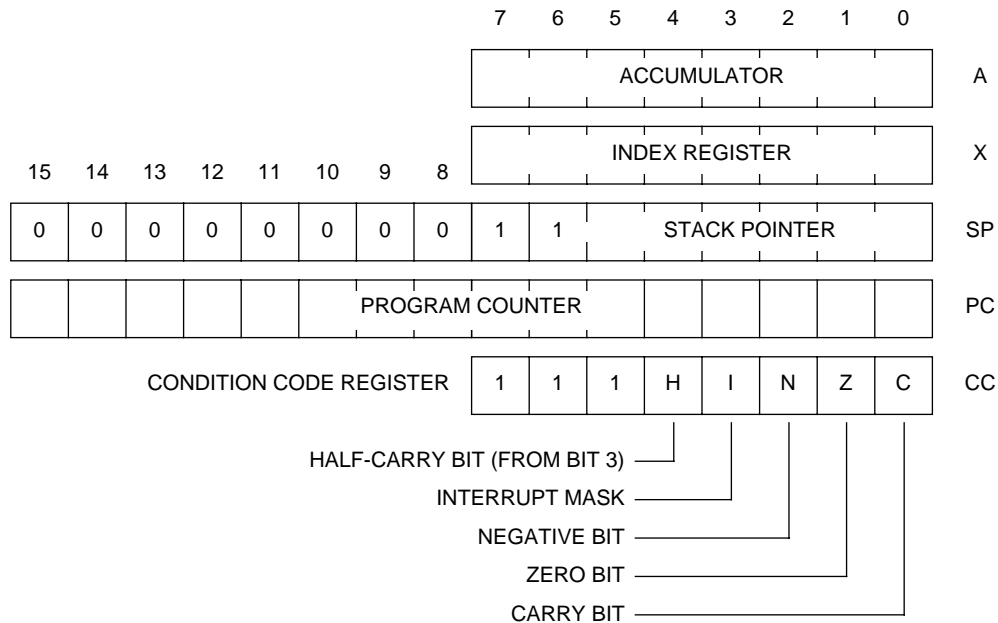 7 6 5 4 3 2 1 0
ACCUMULATOR A
INDEX REGISTER X
15 14 13 12 11 10 9 8
0 0 0 0 0 0 0 0 1 1 STACK POINTER SP
PROGRAM COUNTER PC
CONDITION CODE REGISTER 1 1 1 H I N Z C CC
HALF-CARRY BIT (FROM BIT 3)
INTERRUPT MASK
NEGATIVE BIT
ZERO BIT
CARRY BIT